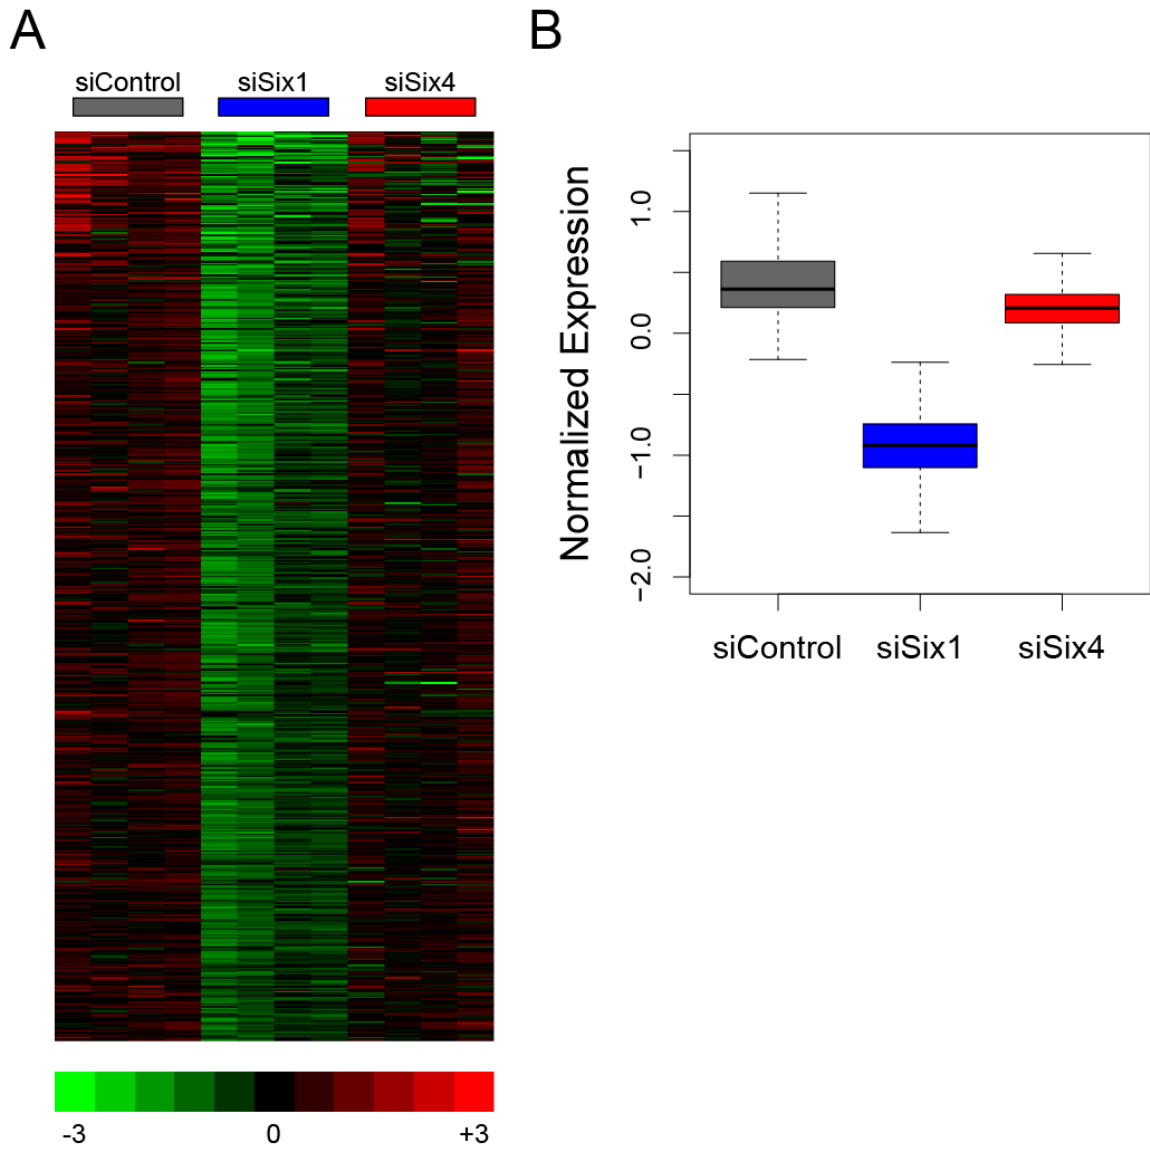 A
siControl siSix1 siSix4
-3 0 +3
B
Normalized Expression
1.0
0.0
−1.0
−2.0
siControl siSix1 siSix4